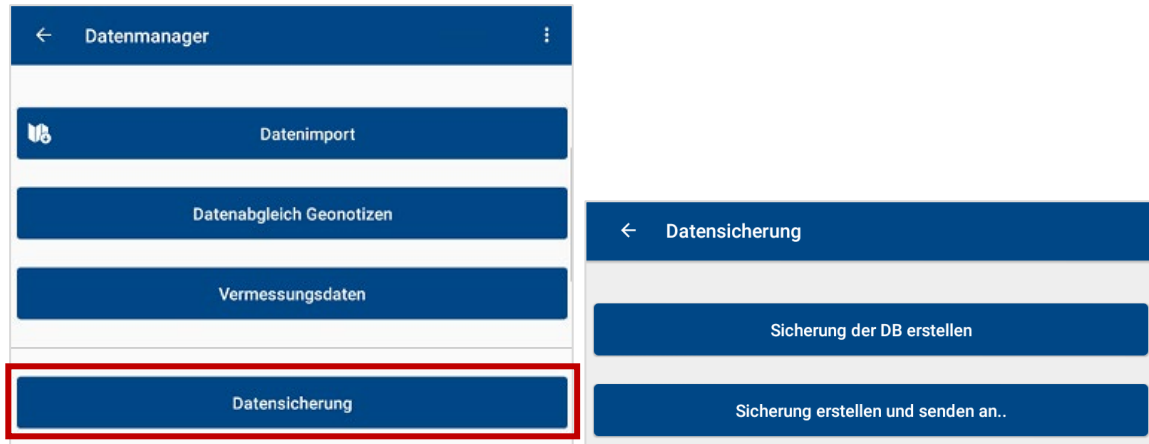 Datenmanager
Datenimport
Datenabgleich Geonotizen
Vermessungsdaten
Datensicherung
Datensicherung
Sicherung der DB erstellen
Sicherung erstellen und senden an..